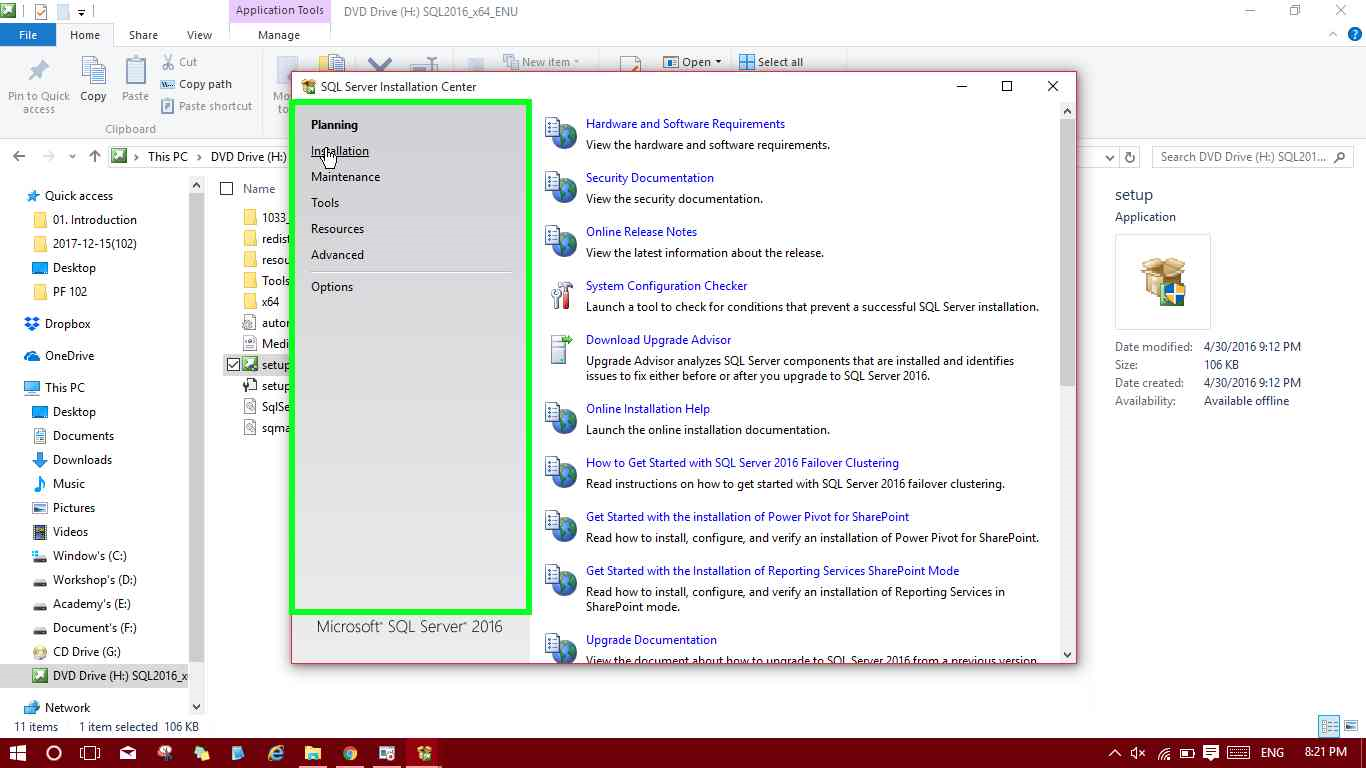 Application Tools
DVD Drive (H:) SQL2016_x64_ENU
File
Home
Share
View
Manage
Pin to Quick access
Copy
Paste
Cut
Copy path
Paste shortcut
Clipboard
New item
Open
Select all
This PC
DVD Drive (H:)
Search DVD Drive (H:) SQL201...
Quick access
01. Introduction
2017-12-15(102)
Desktop
PF 102
Dropbox
OneDrive
This PC
Desktop
Documents
Downloads
Music
Pictures
Videos
Window's (C:)
Workshop's (D:)
Academy's (E:)
Document's (F:)
CD Drive (G:)
DVD Drive (H:) SQL2016_x
Network
Name
1033_
redist
resou
Tools
x64
autor
Medi
setup
setup
SqlSe
sqma
SQL Server Installation Center
Planning
Installation
Maintenance
Tools
Resources
Advanced
Options
Microsoft SQL Server 2016
Hardware and Software Requirements
View the hardware and software requirements.
Security Documentation
View the security documentation.
Online Release Notes
View the latest information about the release.
System Configuration Checker
Launch a tool to check for conditions that prevent a successful SQL Server installation.
Download Upgrade Advisor
Upgrade Advisor analyzes SQL Server components that are installed and identifies
issues to fix either before or after you upgrade to SQL Server 2016.
Online Installation Help
Launch the online installation documentation.
How to Get Started with SQL Server 2016 Failover Clustering
Read instructions on how to get started with SQL Server 2016 failover clustering.
Get Started with the installation of Power Pivot for SharePoint
Read how to install, configure, and verify an installation of Power Pivot for SharePoint.
Get Started with the Installation of Reporting Services SharePoint Mode
Read how to install, configure, and verify an installation of Reporting Services in
SharePoint mode.
Upgrade Documentation
View the document about how to upgrade to SQL Server 2016 from a previous version
setup
Application
Date modified: 4/30/2016 9:12 PM
Size: 106 KB
Date created: 4/30/2016 9:12 PM
Availability: Available offline
11 items 1 item selected 106 KB
ENG
8:21 PM